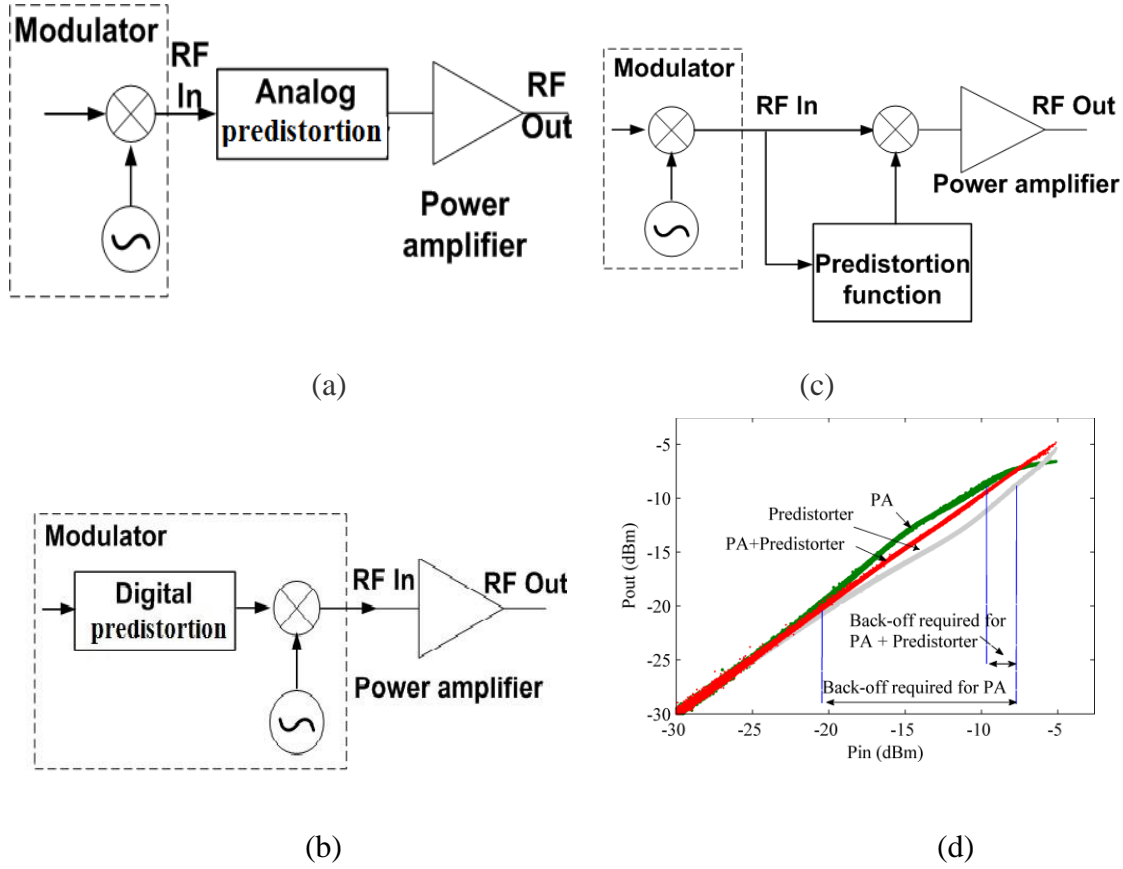 Modulator
RF
In
Analog
predistortion
RF
Out
Power
amplifier
(a)
Modulator
RF In
RF Out
Power amplifier
Predistortion
function
(c)
Modulator
Digital
predistortion
RF In
RF Out
Power amplifier
(b)
-5
-10
-15
-20
-25
-30
Pout (dBm)
PA
Predistorter
PA+Predistorter
Back-off required for
PA + Predistorter
Back-off required for PA
-30
-25
-20
-15
-10
-5
Pin (dBm)
(d)